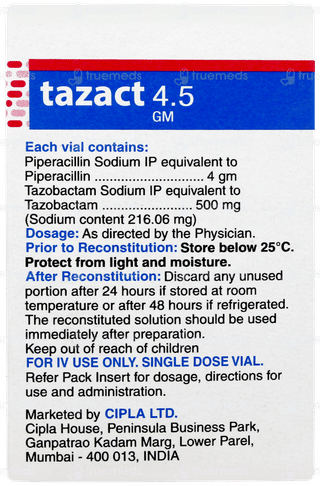 truemeds truemeds
tazact 4.5
GM
Each vial contains:
Piperacillin Sodium IP equivalent to
Piperacillin ............................. 4 gm
Tazobactam Sodium IP equivalent to
Tazobactam ........................ 500 mg
(Sodium content 216.06 mg)
Dosage: As directed by the Physician.
Prior to Reconstitution: Store below 25°C.
Protect from light and moisture.
After Reconstitution: Discard any unused
portion after 24 hours if stored at room
temperature or after 48 hours if refrigerated.
The reconstituted solution should be used
immediately after preparation.
Keep out of reach of children
FOR IV USE ONLY. SINGLE DOSE VIAL.
Refer Pack Insert for dosage, directions for
use and administration.
Marketed by CIPLA LTD.
Cipla House, Peninsula Business Park,
Ganpatrao Kadam Marg, Lower Parel,
Mumbai - 400 013, INDIA